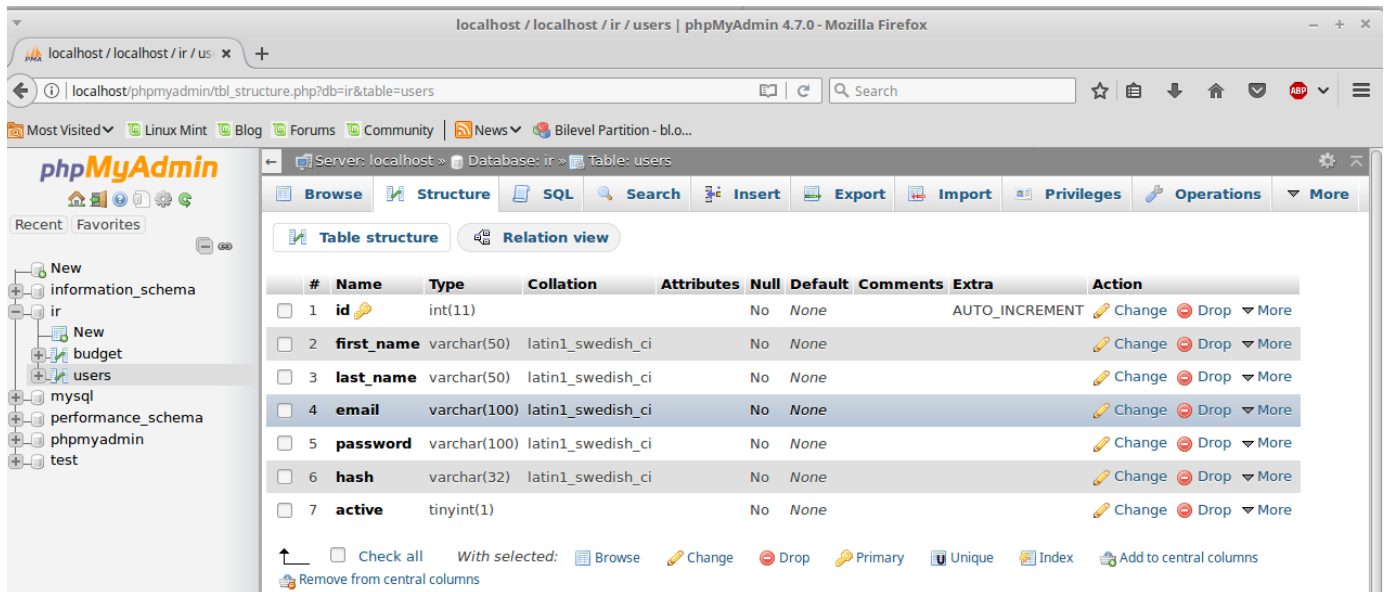 localhost / localhost / ir / users | phpMyAdmin 4.7.0 - Mozilla Firefox
localhost / localhost / ir / us
localhost/phpmyadmin/tbl_structure.php?db=ir&table=users
Search
ABP
Most Visited Linux Mint Blog Forums Community News Bilevel Partition - bl.o...
phpMyAdmin
Recent Favorites
New
information_schema
ir
New
budget
users
mysql
performance_schema
phpmyadmin
test
Server: localhost » Database: ir » Table: users
Browse Structure SQL Search Insert Export Import Privileges Operations More
Table structure Relation view
# Name Type Collation Attributes Null Default Comments Extra Action
1 id int(11) No None AUTO_INCREMENT Change Drop More
2 first_name varchar(50) latin1_swedish_ci No None Change Drop More
3 last_name varchar(50) latin1_swedish_ci No None Change Drop More
4 email varchar(100) latin1_swedish_ci No None Change Drop More
5 password varchar(100) latin1_swedish_ci No None Change Drop More
6 hash varchar(32) latin1_swedish_ci No None Change Drop More
7 active tinyint(1) No None Change Drop More
Check all With selected: Browse Change Drop Primary Unique Index Add to central columns
Remove from central columns